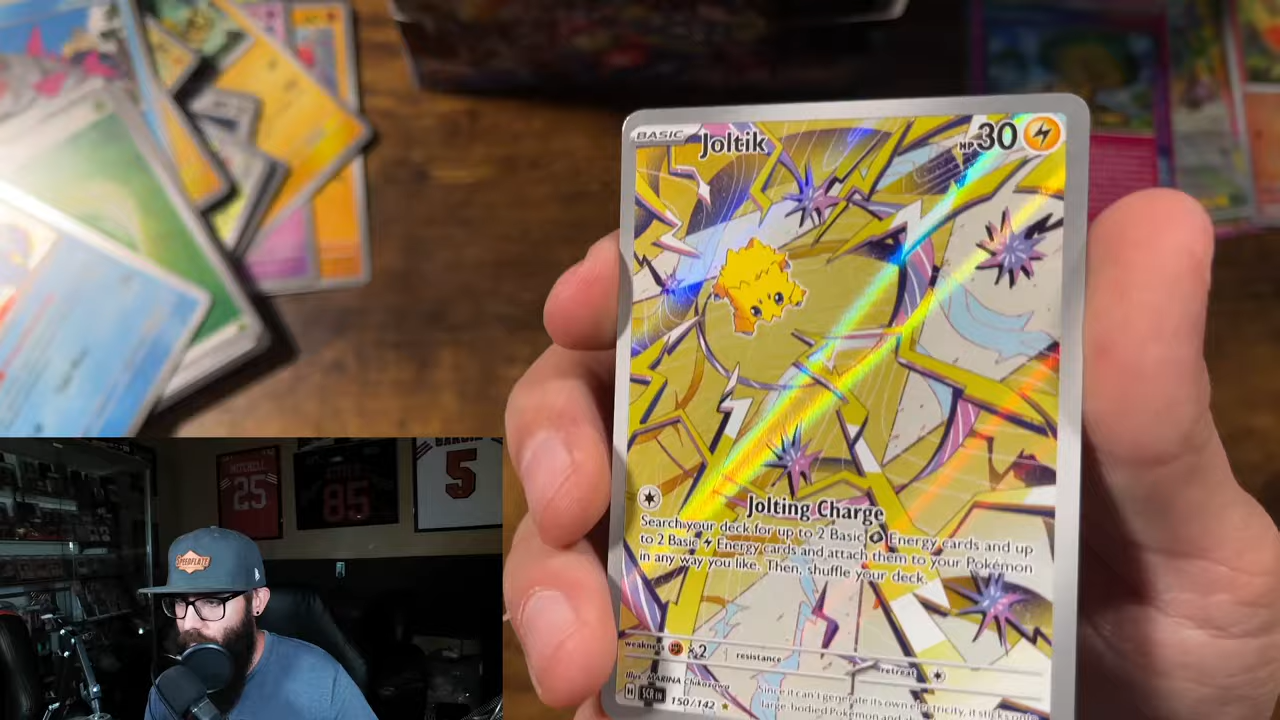 BASIC Joltik HP 30
Jolting Charge
Search your deck for up to 2 Basic Energy cards and up
to 2 Basic Energy cards and attach them to your Pokémon
in any way you like. Then, shuffle your deck.
weakness ×2 resistance retreat
Illus. MARINA Chikazawa
H SCR EN 150/142
Since it can't generate its own electricity, it sticks onto
large-bodied Pokémon and
MITCHELL
25
85
5
SPEEDPLATE